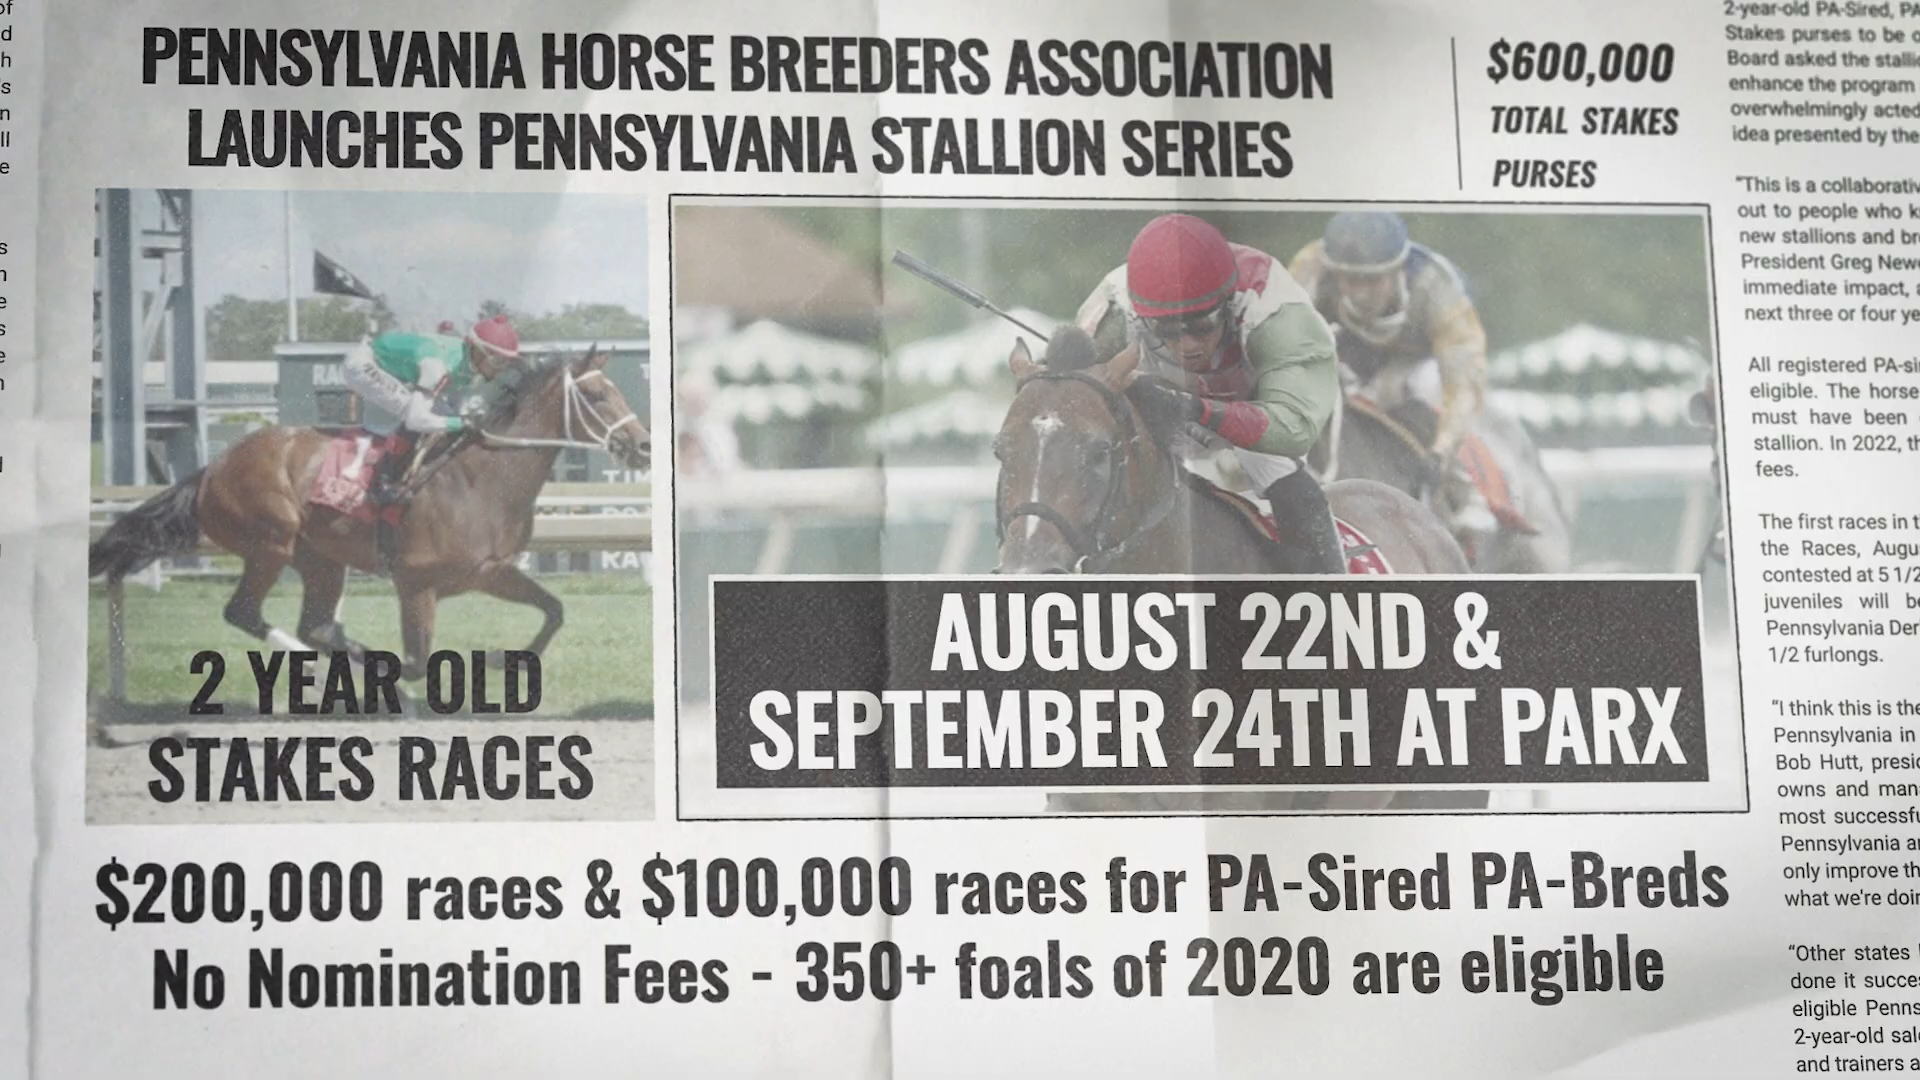 PENNSYLVANIA HORSE BREEDERS ASSOCIATION
LAUNCHES PENNSYLVANIA STALLION SERIES
$600,000
TOTAL STAKES
PURSES
2 YEAR OLD
STAKES RACES
AUGUST 22ND &
SEPTEMBER 24TH AT PARX
$200,000 races & $100,000 races for PA-Sired PA-Breds
No Nomination Fees - 350+ foals of 2020 are eligible
2-year-old PA-Sired, PA
Stakes purses to be
Board asked the
enhance the program
overwhelmingly acted
idea presented by the
"This is a
out to people who
new stallions and
President Greg
immediate impact,
next three or four
All registered
eligible. The horse
must have been
stallion. In 2022,
fees.
The first races in
the Races,
contested at 5 1/2
juveniles will
Pennsylvania
1/2 furlongs.
"I think this is
Pennsylvania in
Bob Hutt,
owns and
most
Pennsylvania
only improve
what we're
"Other states
done it
eligible
2-year-old
and trainers